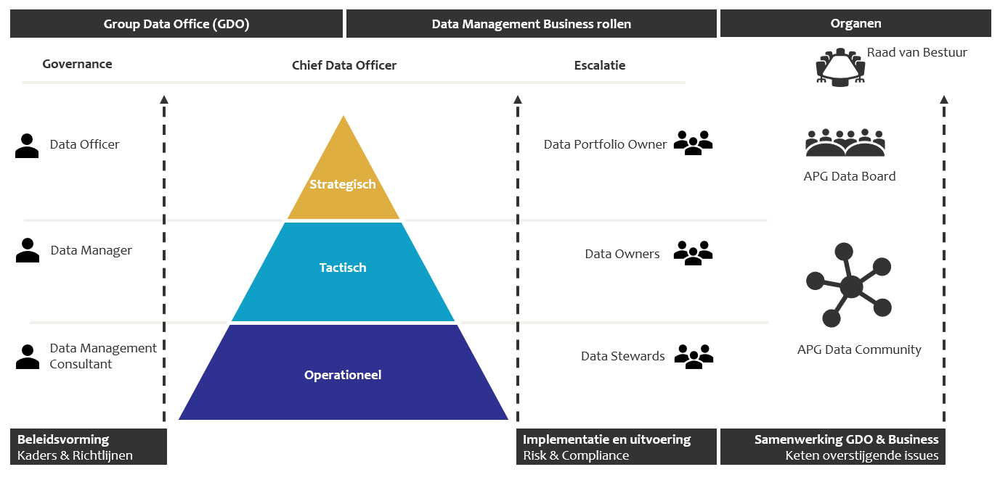 Group Data Office (GDO)
Data Management Business rollen
Organen
Governance
Chief Data Officer
Escalatie
Raad van Bestuur
Data Officer
Strategisch
Data Portfolio Owner
APG Data Board
Data Manager
Tactisch
Data Owners
Data Management
Consultant
Operationeel
Data Stewards
APG Data Community
Beleidsvorming
Kaders & Richtlijnen
Implementatie en uitvoering
Risk & Compliance
Samenwerking GDO & Business
Keten overstijgende issues